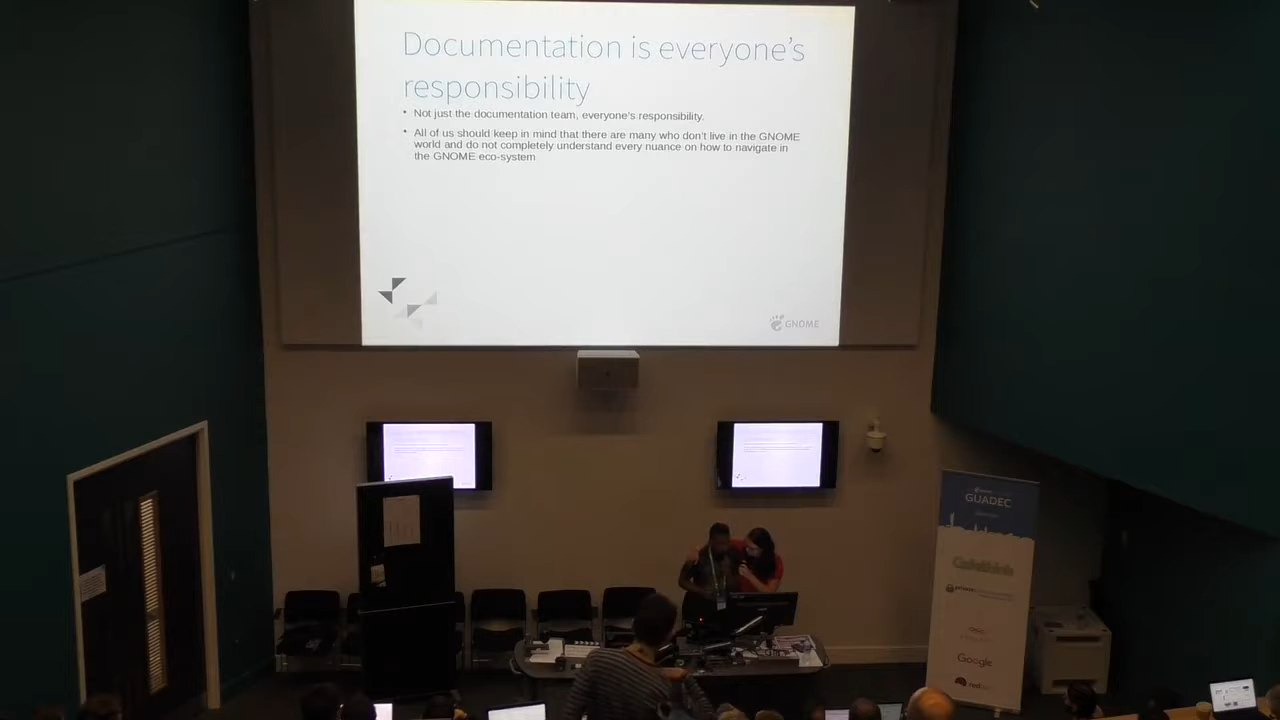 Documentation is everyone's
responsibility
• Not just the documentation team, everyone's responsibility.
• All of us should keep in mind that there are many who don't live in the GNOME
world and do not completely understand every nuance on how to navigate in
the GNOME eco-system
GNOME
GUADEC
Codethink
Google